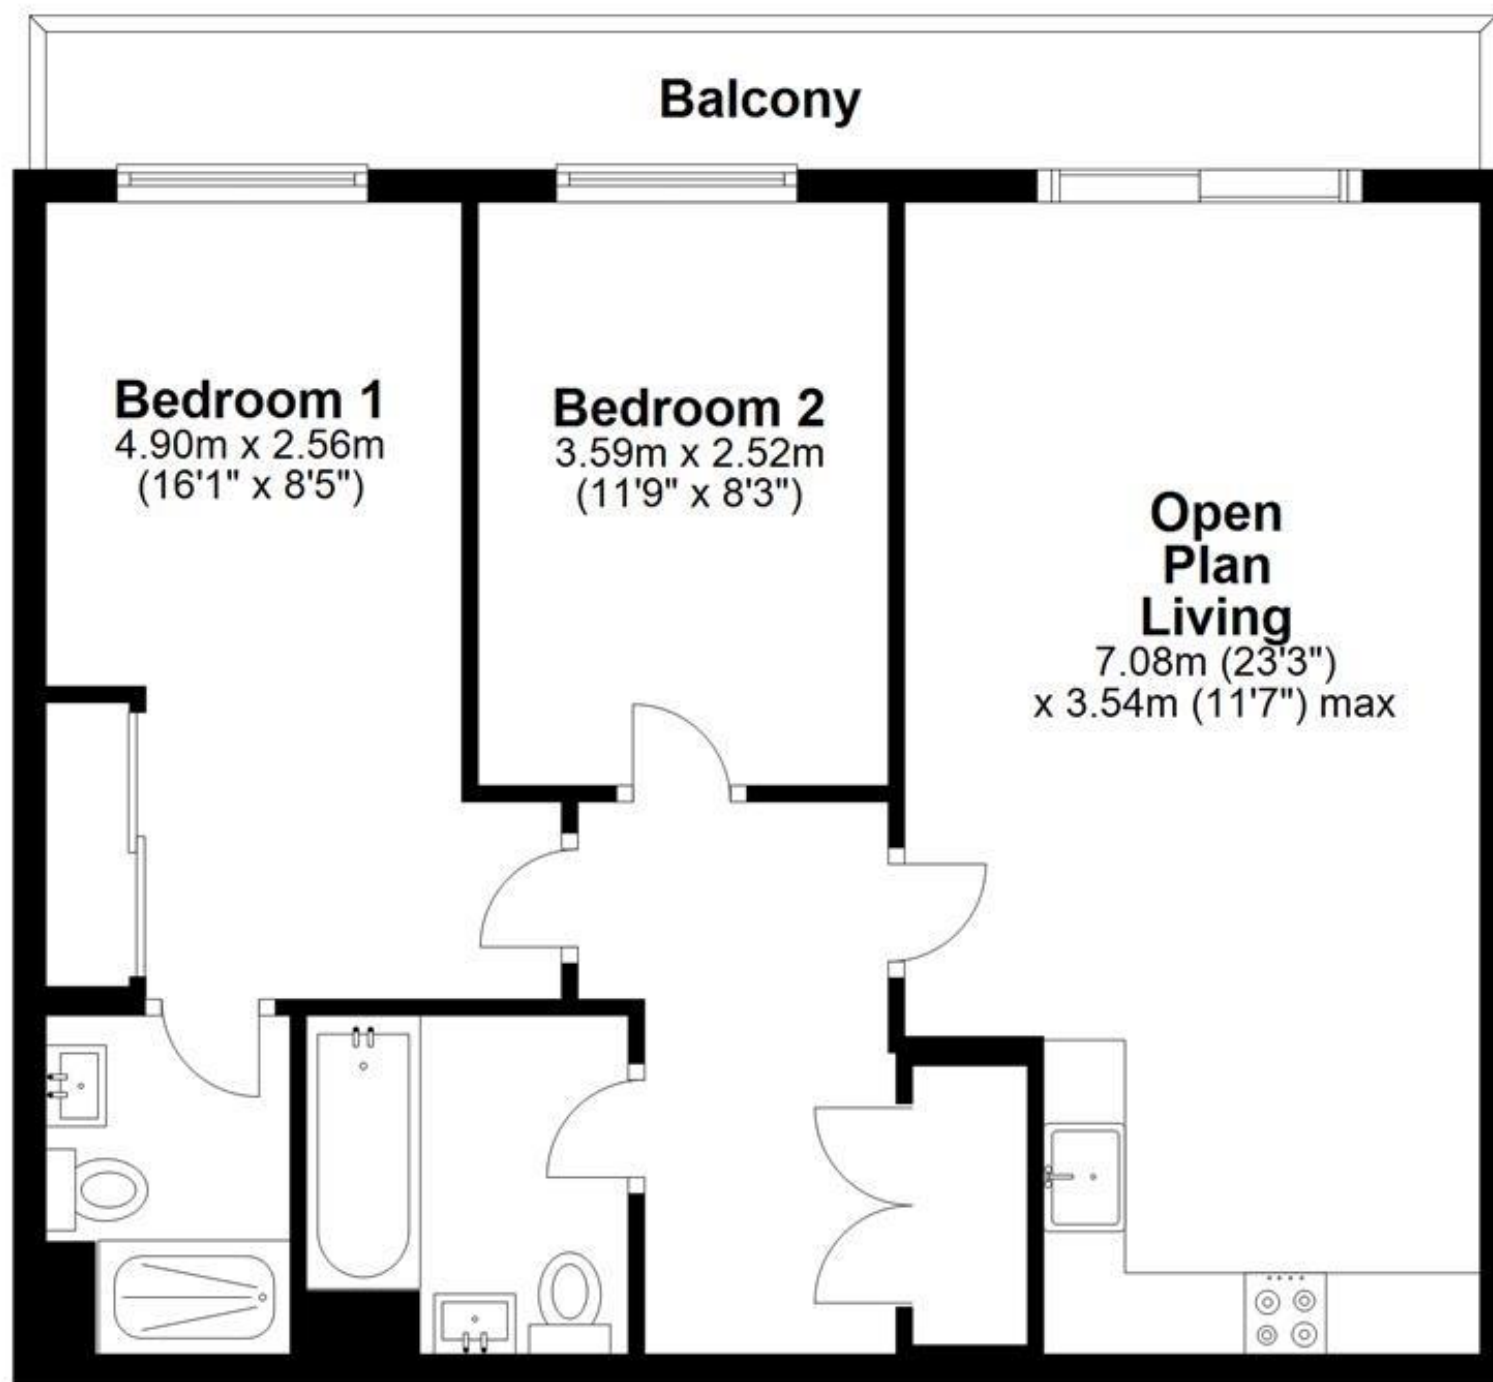 Balcony
Bedroom 1
4.90m x 2.56m
(16'1" x 8'5")
Bedroom 2
3.59m x 2.52m
(11'9" x 8'3")
Open
Plan
Living
7.08m (23'3")
x 3.54m (11'7") max